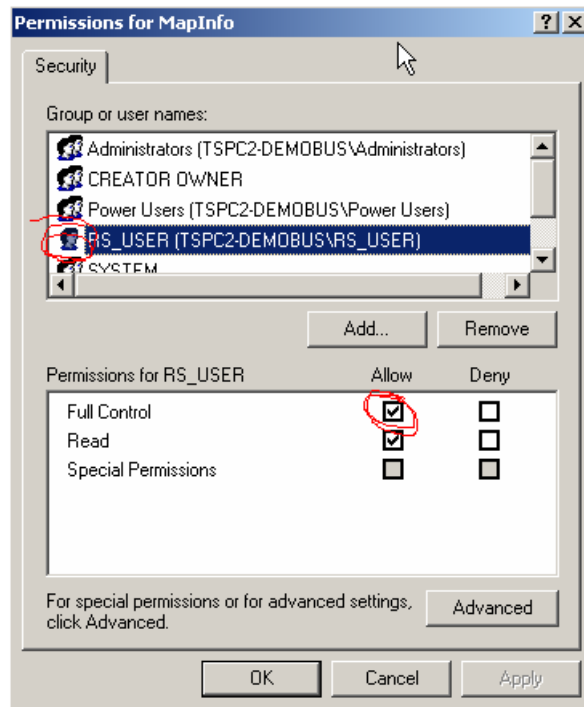 Permissions for MapInfo
Security
Group or user names:
Administrators (TSPC2-DEMOBUS\Administrators)
CREATOR OWNER
Power Users (TSPC2-DEMOBUS\Power Users)
RS_USER (TSPC2-DEMOBUS\RS_USER)
SYSTEM
Add... Remove
Permissions for RS_USER Allow Deny
Full Control
Read
Special Permissions
For special permissions or for advanced settings,
click Advanced.
Advanced
OK Cancel Apply